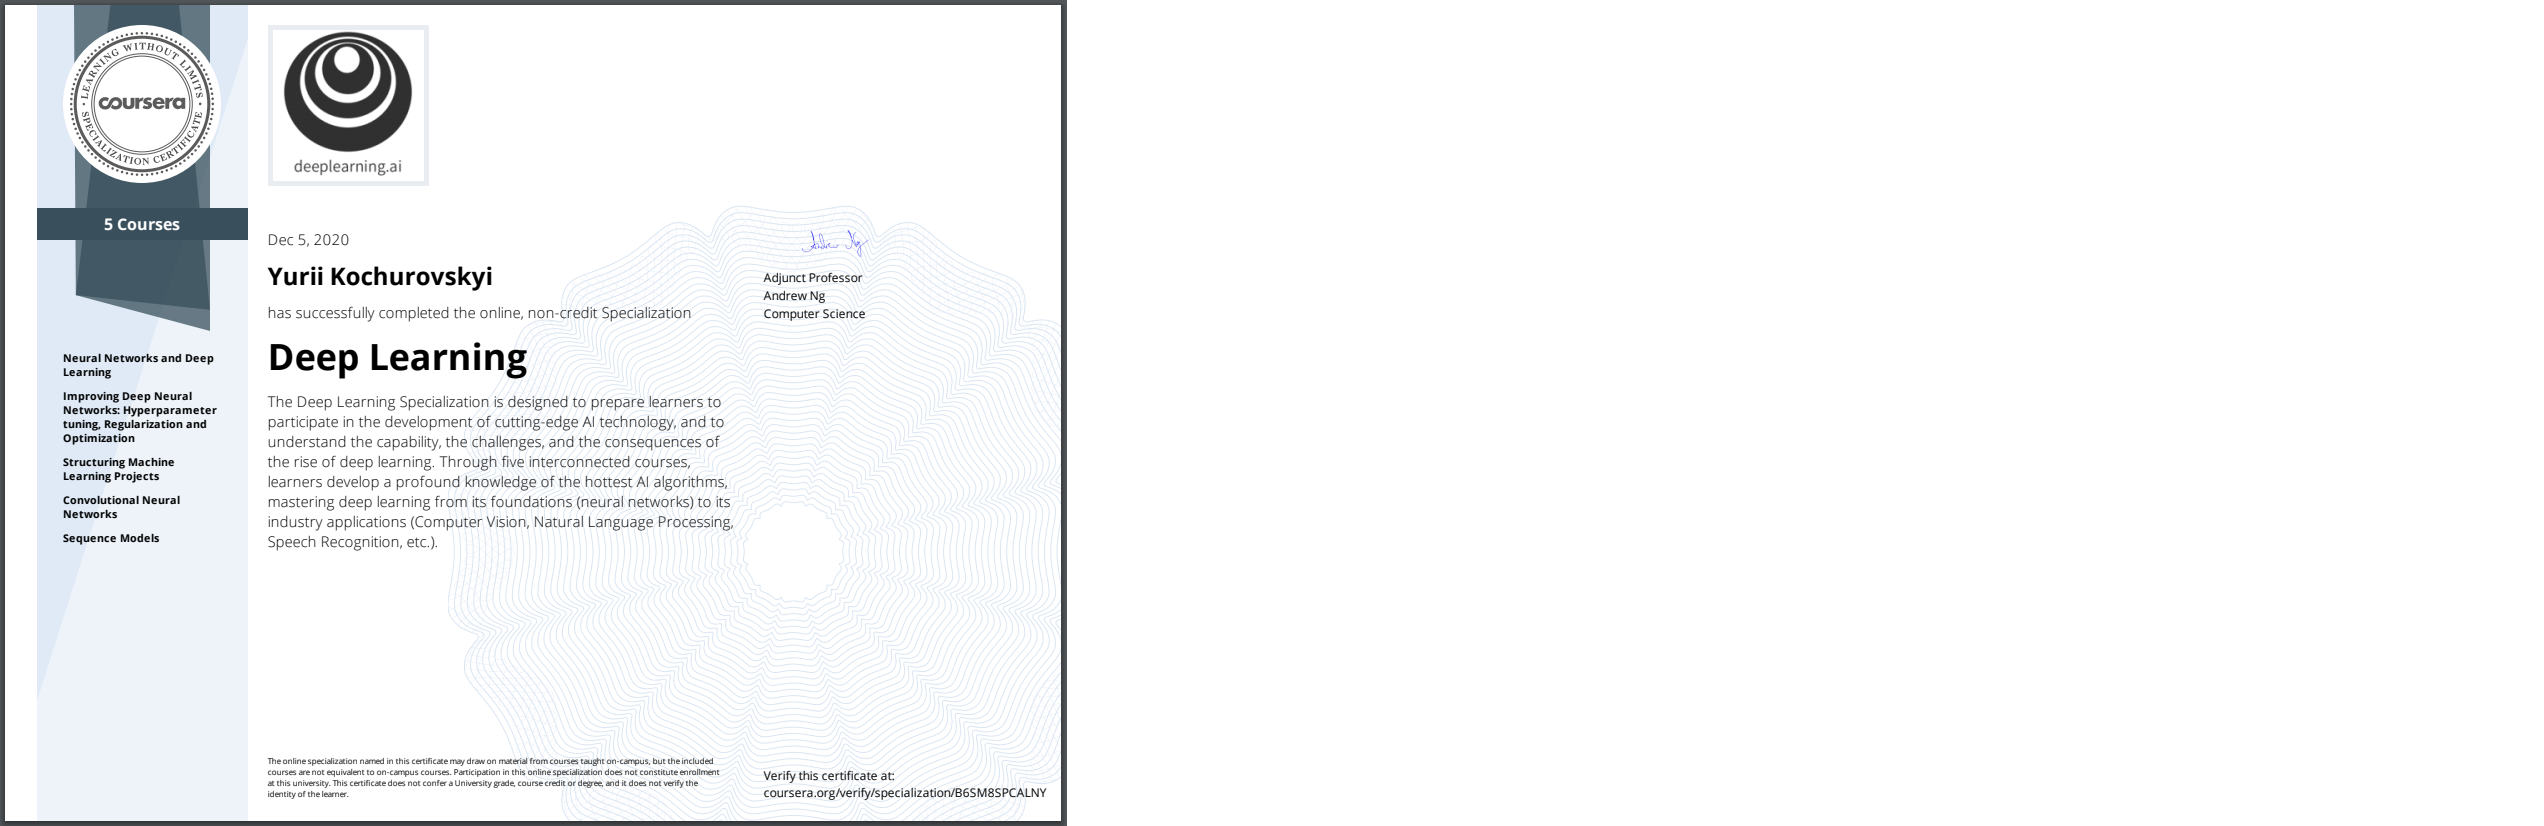 LEARNING WITHOUT LIMITS
coursera
SPECIALIZATION CERTIFICATE
5 Courses
Neural Networks and Deep
Learning
Improving Deep Neural
Networks: Hyperparameter
tuning, Regularization and
Optimization
Structuring Machine
Learning Projects
Convolutional Neural
Networks
Sequence Models
deeplearning.ai
Dec 5, 2020
Yurii Kochurovskyi
has successfully completed the online, non-credit Specialization
Deep Learning
The Deep Learning Specialization is designed to prepare learners to
participate in the development of cutting-edge AI technology, and to
understand the capability, the challenges, and the consequences of
the rise of deep learning. Through five interconnected courses,
learners develop a profound knowledge of the hottest AI algorithms,
mastering deep learning from its foundations (neural networks) to its
industry applications (Computer Vision, Natural Language Processing,
Speech Recognition, etc.).
Andrew Ng
Adjunct Professor
Andrew Ng
Computer Science
The online specialization named in this certificate may draw on material from courses taught on-campus, but the included
courses are not equivalent to on-campus courses. Participation in this online specialization does not constitute enrollment
at this university. This certificate does not confer a University grade, course credit or degree, and it does not verify the
identity of the learner.
Verify this certificate at:
coursera.org/verify/specialization/B6SM8SPCALNY